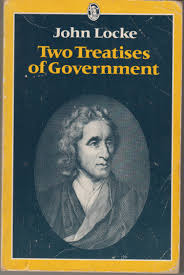 John Locke
Two Treatises
of Government